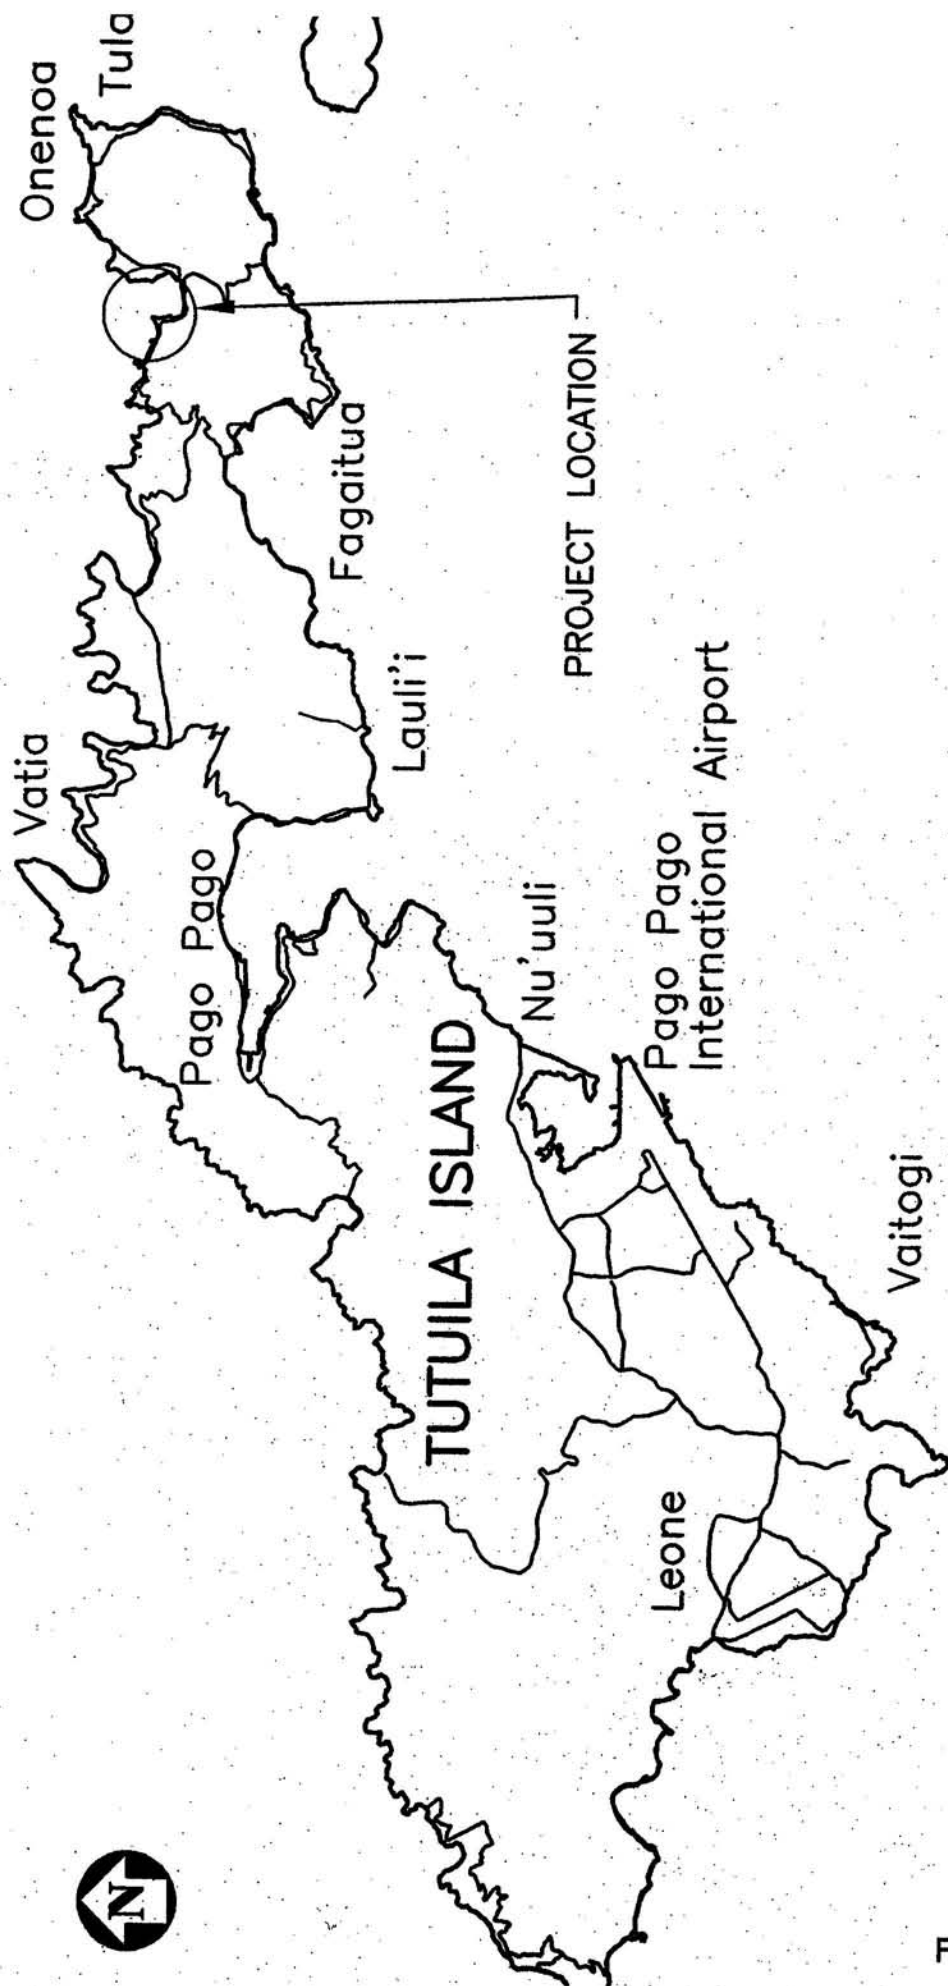 Vatia
Onenoa
Tula
N
Pago Pago
Fagaitua
Lauli'i
TUTUILA ISLAND
Nu'uuli
PROJECT LOCATION
Pago Pago
International Airport
Leone
Vaitogi